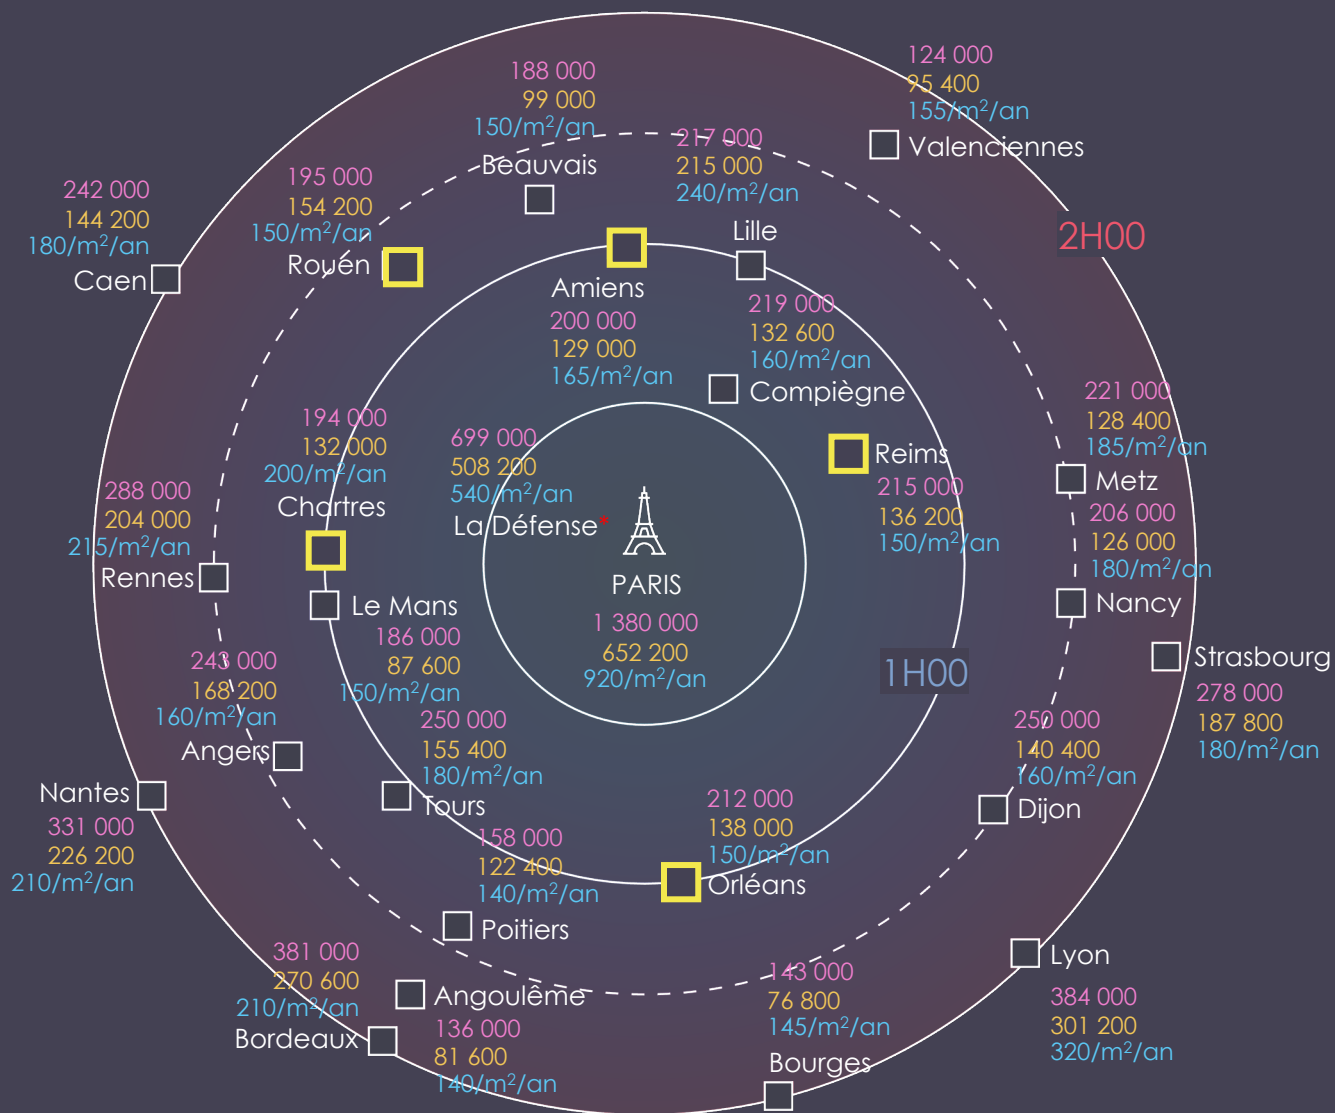 124 000
95 400
155/m²/an
Valenciennes
188 000
99 000
150/m²/an
Beauvais
217 000
215 000
240/m²/an
Lille
195 000
154 200
150/m²/an
Rouen
242 000
144 200
180/m²/an
Caen
2H00
Amiens
200 000
129 000
165/m²/an
219 000
132 600
160/m²/an
Compiègne
221 000
128 400
185/m²/an
Metz
194 000
132 000
200/m²/an
Chartres
699 000
508 200
540/m²/an
La Défense*
Reims
215 000
136 200
150/m²/an
288 000
204 000
215/m²/an
Rennes
206 000
126 000
180/m²/an
Nancy
PARIS
1 380 000
652 200
920/m²/an
Le Mans
186 000
87 600
150/m²/an
1H00
Strasbourg
278 000
187 800
180/m²/an
243 000
168 200
160/m²/an
Angers
250 000
155 400
180/m²/an
Tours
250 000
140 400
160/m²/an
Dijon
Nantes
331 000
226 200
210/m²/an
212 000
138 000
150/m²/an
Orléans
158 000
122 400
140/m²/an
Poitiers
381 000
270 600
210/m²/an
Bordeaux
Angoulême
136 000
81 600
140/m²/an
143 000
76 800
145/m²/an
Bourges
Lyon
384 000
301 200
320/m²/an